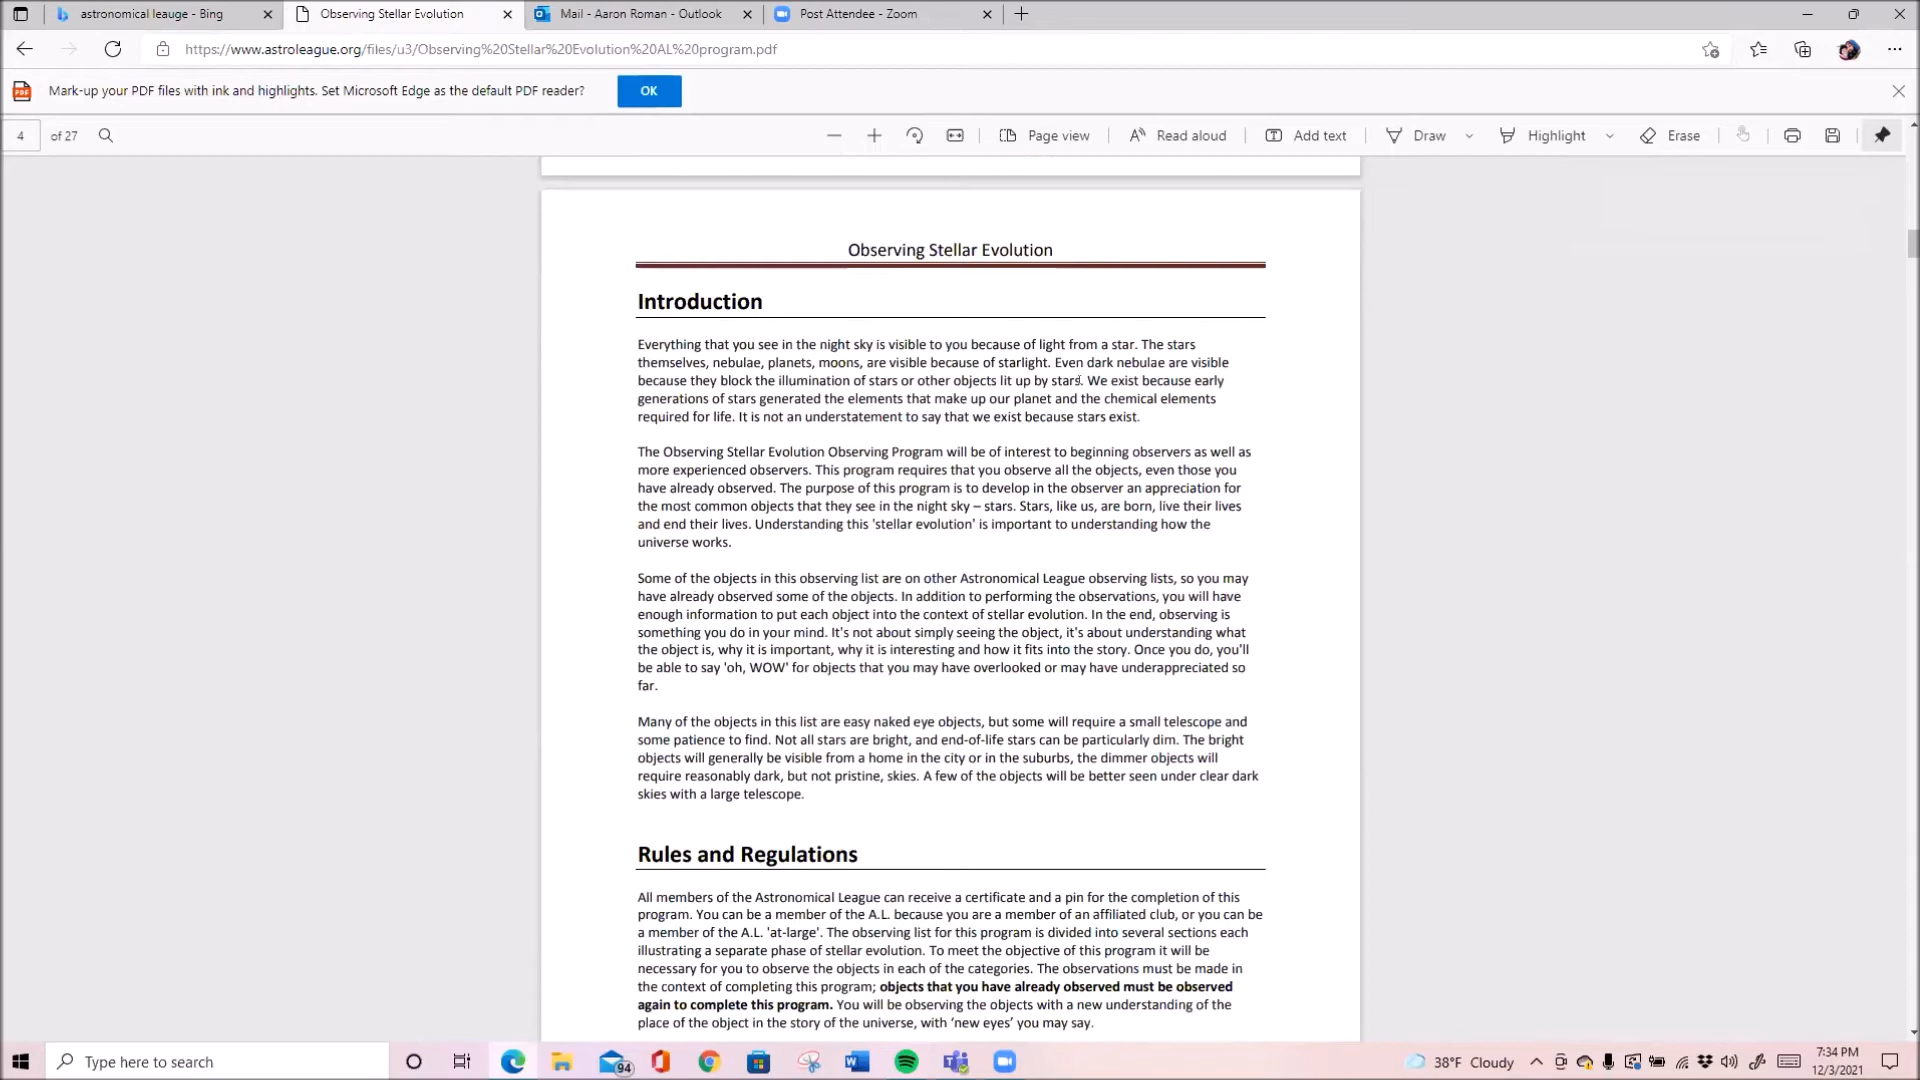 astronomical leauge - Bing
Observing Stellar Evolution
Mail - Aaron Roman - Outlook
Post Attendee - Zoom
https://www.astroleague.org/files/u3/Observing%20Stellar%20Evolution%20AL%20program.pdf
Mark-up your PDF files with ink and highlights. Set Microsoft Edge as the default PDF reader?
OK
4 of 27
Page view
Read aloud
Add text
Draw
Highlight
Erase
Observing Stellar Evolution
Introduction
Everything that you see in the night sky is visible to you because of light from a star. The stars
themselves, nebulae, planets, moons, are visible because of starlight. Even dark nebulae are visible
because they block the illumination of stars or other objects lit up by stars. We exist because early
generations of stars generated the elements that make up our planet and the chemical elements
required for life. It is not an understatement to say that we exist because stars exist.
The Observing Stellar Evolution Observing Program will be of interest to beginning observers as well as
more experienced observers. This program requires that you observe all the objects, even those you
have already observed. The purpose of this program is to develop in the observer an appreciation for
the most common objects that they see in the night sky – stars. Stars, like us, are born, live their lives
and end their lives. Understanding this 'stellar evolution' is important to understanding how the
universe works.
Some of the objects in this observing list are on other Astronomical League observing lists, so you may
have already observed some of the objects. In addition to performing the observations, you will have
enough information to put each object into the context of stellar evolution. In the end, observing is
something you do in your mind. It's not about simply seeing the object, it's about understanding what
the object is, why it is important, why it is interesting and how it fits into the story. Once you do, you'll
be able to say 'oh, WOW' for objects that you may have overlooked or may have underappreciated so
far.
Many of the objects in this list are easy naked eye objects, but some will require a small telescope and
some patience to find. Not all stars are bright, and end-of-life stars can be particularly dim. The bright
objects will generally be visible from a home in the city or in the suburbs, the dimmer objects will
require reasonably dark, but not pristine, skies. A few of the objects will be better seen under clear dark
skies with a large telescope.
Rules and Regulations
All members of the Astronomical League can receive a certificate and a pin for the completion of this
program. You can be a member of the A.L. because you are a member of an affiliated club, or you can be
a member of the A.L. 'at-large'. The observing list for this program is divided into several sections each
illustrating a separate phase of stellar evolution. To meet the objective of this program it will be
necessary for you to observe the objects in each of the categories. The observations must be made in
the context of completing this program; objects that you have already observed must be observed
again to complete this program. You will be observing the objects with a new understanding of the
place of the object in the story of the universe, with ‘new eyes’ you may say.
Type here to search
94
38°F Cloudy
7:34 PM
12/3/2021